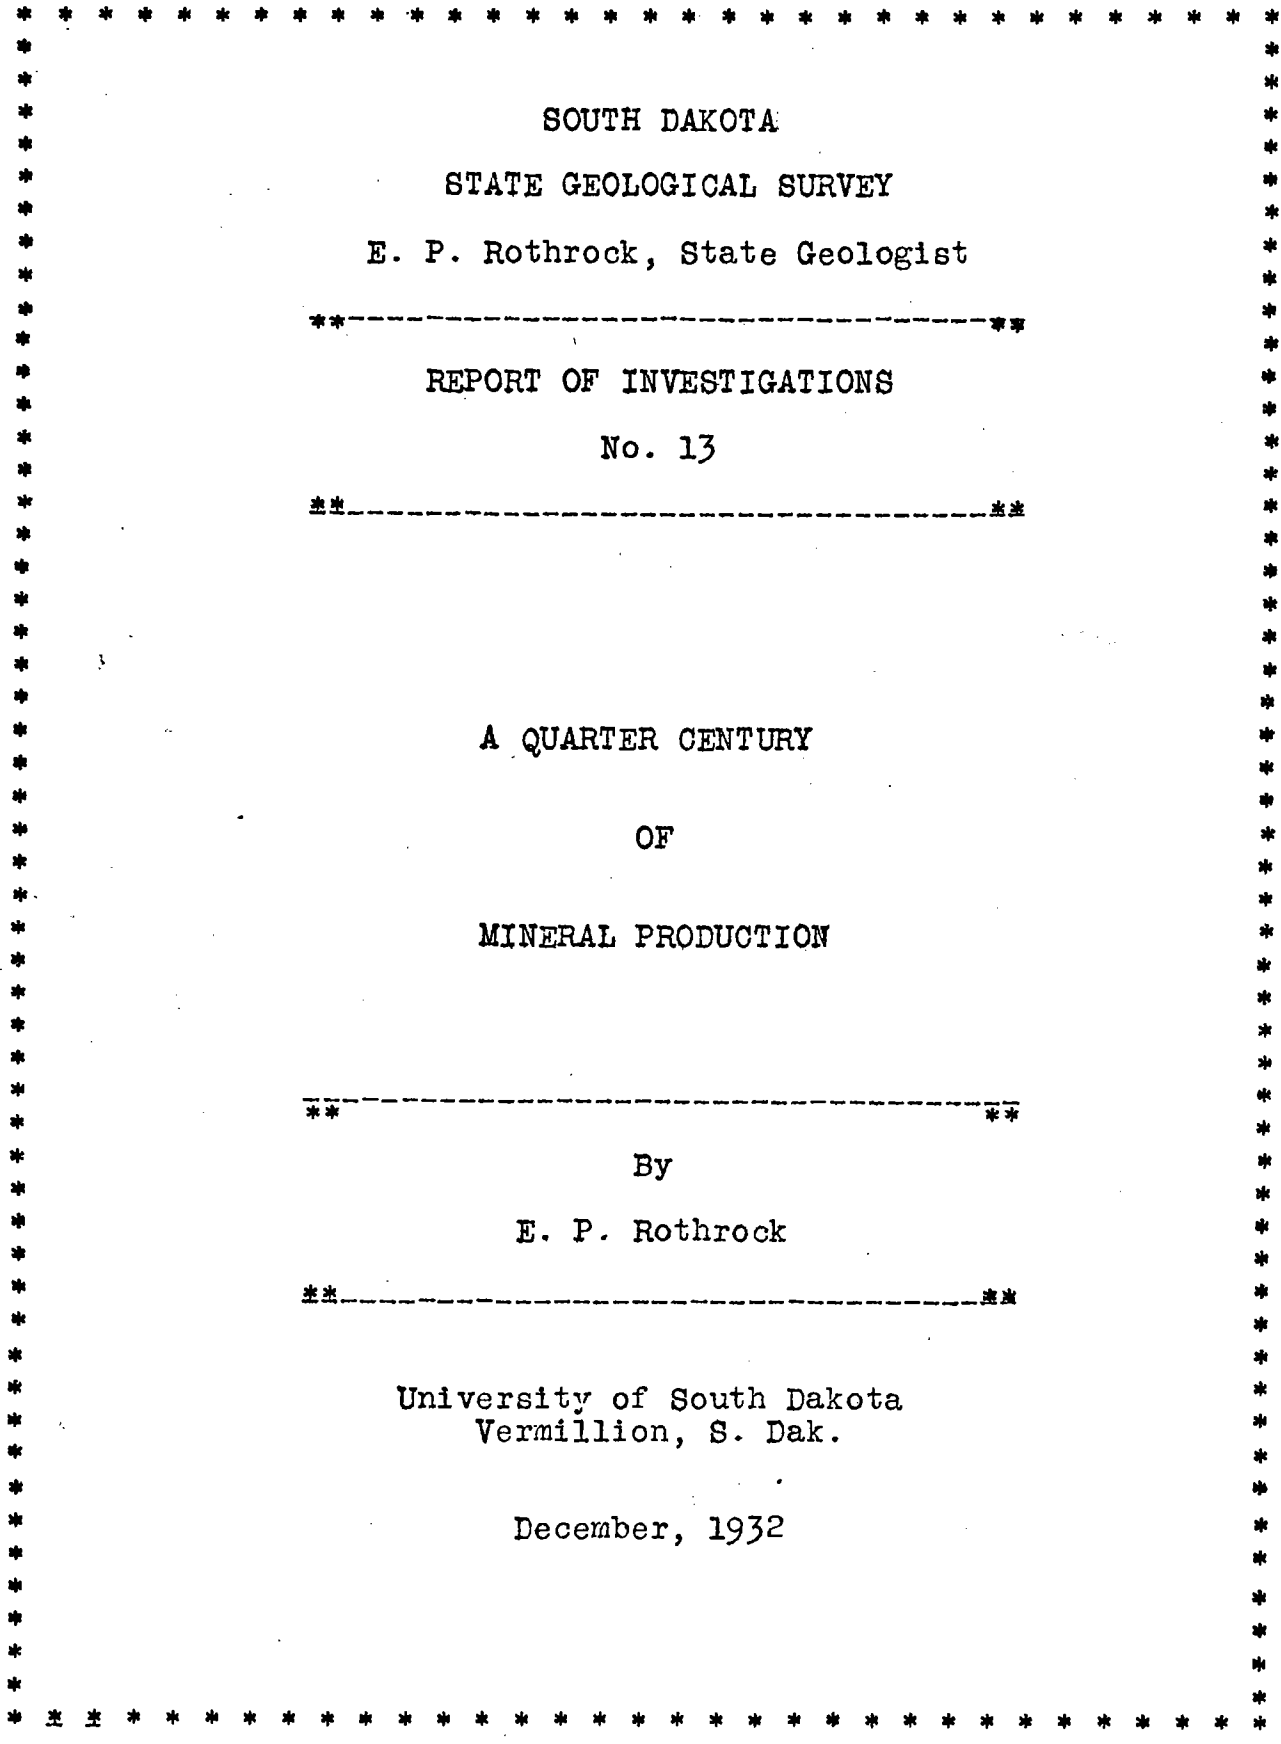 SOUTH DAKOTA
STATE GEOLOGICAL SURVEY
E. P. Rothrock, State Geologist
REPORT OF INVESTIGATIONS
No. 13
A QUARTER CENTURY
OF
MINERAL PRODUCTION
By
E. P. Rothrock
University of South Dakota
Vermillion, S. Dak.
December, 1932